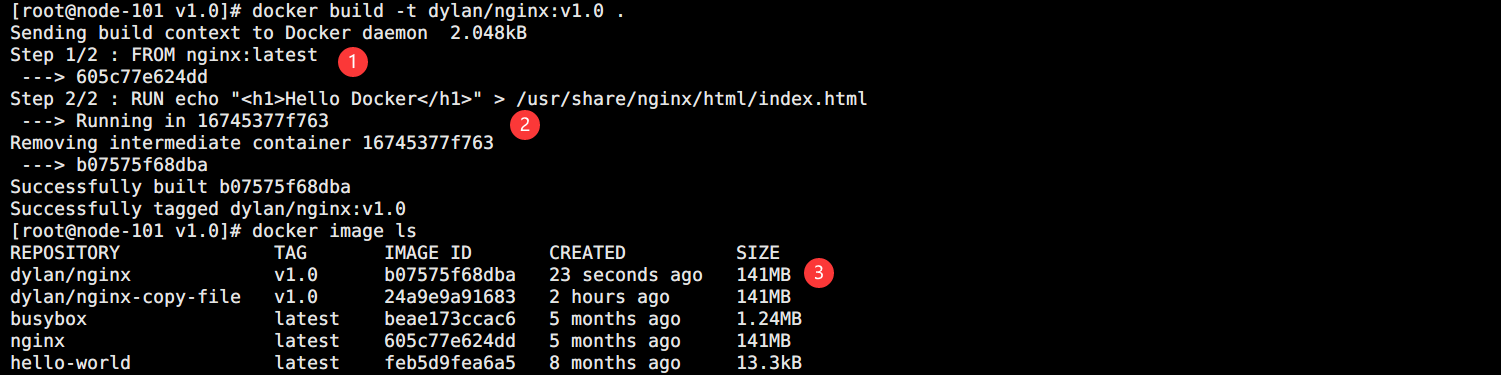 [root@node-101 v1.0]# docker build -t dylan/nginx:v1.0 .
Sending build context to Docker daemon  2.048kB
Step 1/2 : FROM nginx:latest
1
 ---> 605c77e624dd
Step 2/2 : RUN echo "<h1>Hello Docker</h1>" > /usr/share/nginx/html/index.html
 ---> Running in 16745377f763
2
Removing intermediate container 16745377f763
 ---> b07575f68dba
Successfully built b07575f68dba
Successfully tagged dylan/nginx:v1.0
[root@node-101 v1.0]# docker image ls
REPOSITORY              TAG       IMAGE ID       CREATED          SIZE
dylan/nginx             v1.0      b07575f68dba   23 seconds ago   141MB 3
dylan/nginx-copy-file   v1.0      24a9e9a91683   2 hours ago      141MB
busybox                 latest    beae173ccac6   5 months ago     1.24MB
nginx                   latest    605c77e624dd   5 months ago     141MB
hello-world             latest    feb5d9fea6a5   8 months ago     13.3kB